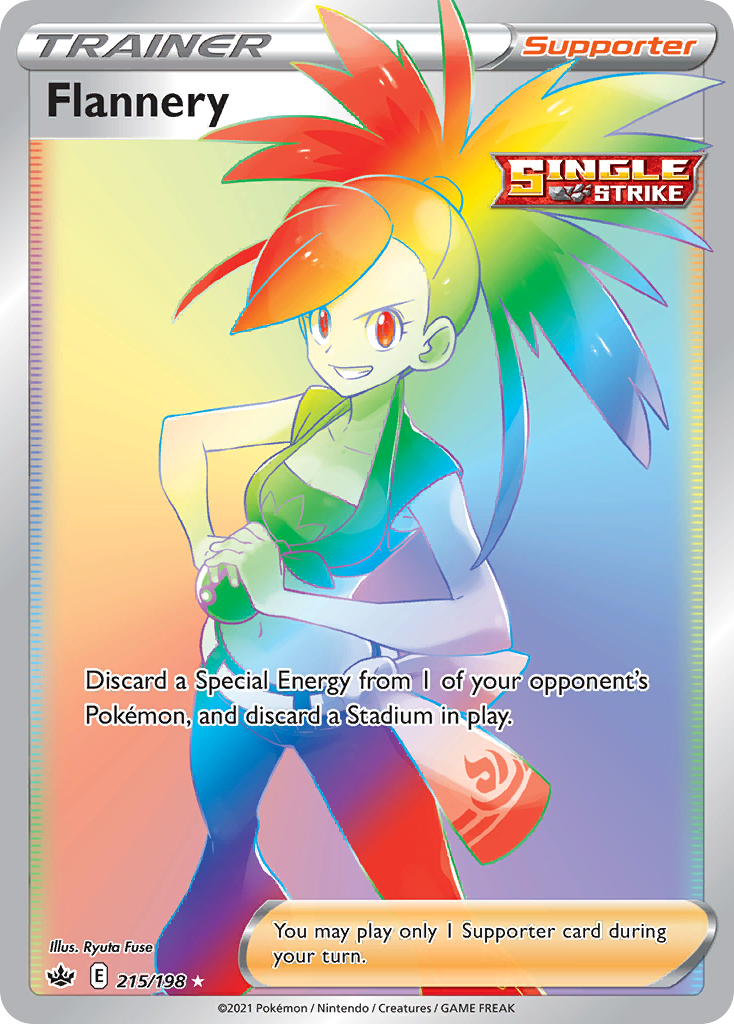 TRAINER
Supporter
Flannery
SINGLE
STRIKE
Discard a Special Energy from 1 of your opponent's
Pokémon, and discard a Stadium in play.
You may play only 1 Supporter card during
your turn.
Illus. Ryuta Fuse
E 215/198 ★
©2021 Pokémon / Nintendo / Creatures / GAME FREAK